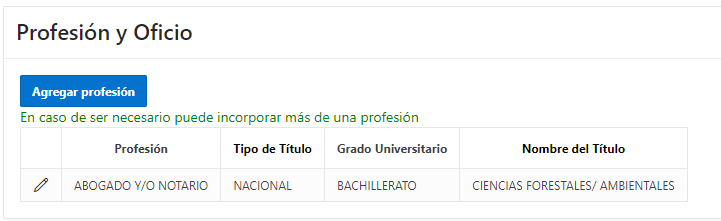 Profesión y Oficio
Agregar profesión
En caso de ser necesario puede incorporar más de una profesión
Profesión Tipo de Título Grado Universitario Nombre del Título
ABOGADO Y/O NOTARIO NACIONAL BACHILLERATO CIENCIAS FORESTALES/ AMBIENTALES